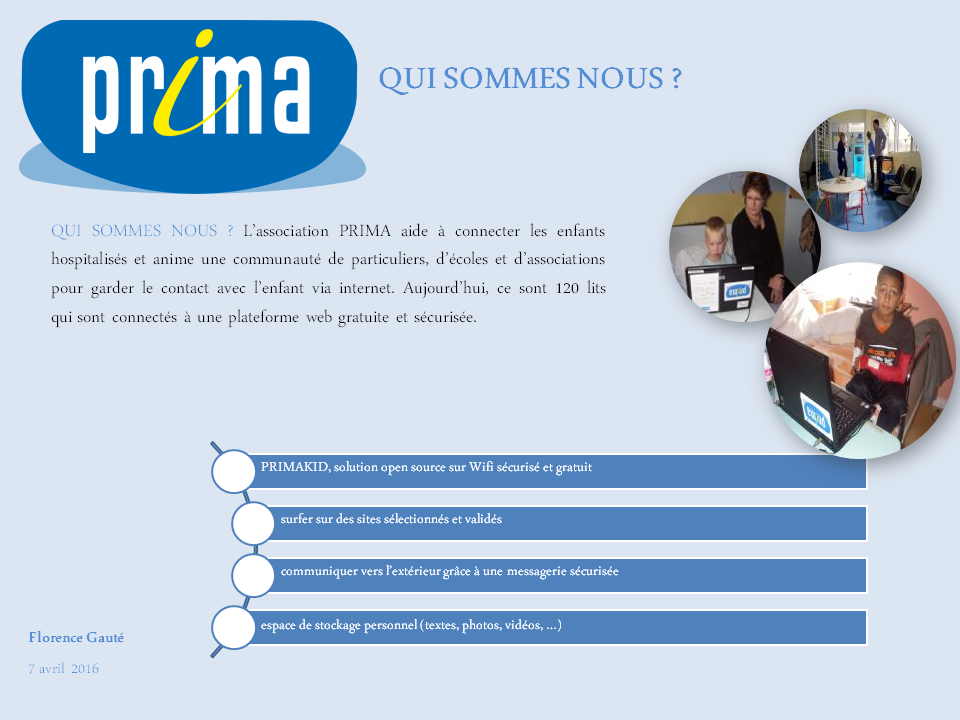 prima
QUI SOMMES NOUS ?
QUI SOMMES NOUS ? L’association PRIMA aide à connecter les enfants
hospitalisés et anime une communauté de particuliers, d’écoles et d’associations
pour garder le contact avec l’enfant via internet. Aujourd’hui, ce sont 120 lits
qui sont connectés à une plateforme web gratuite et sécurisée.
PRIMAKID, solution open source sur Wifi sécurisé et gratuit
surfer sur des sites sélectionnés et validés
communiquer vers l’extérieur grâce à une messagerie sécurisée
espace de stockage personnel (textes, photos, vidéos, …)
Florence Gauté
7 avril 2016